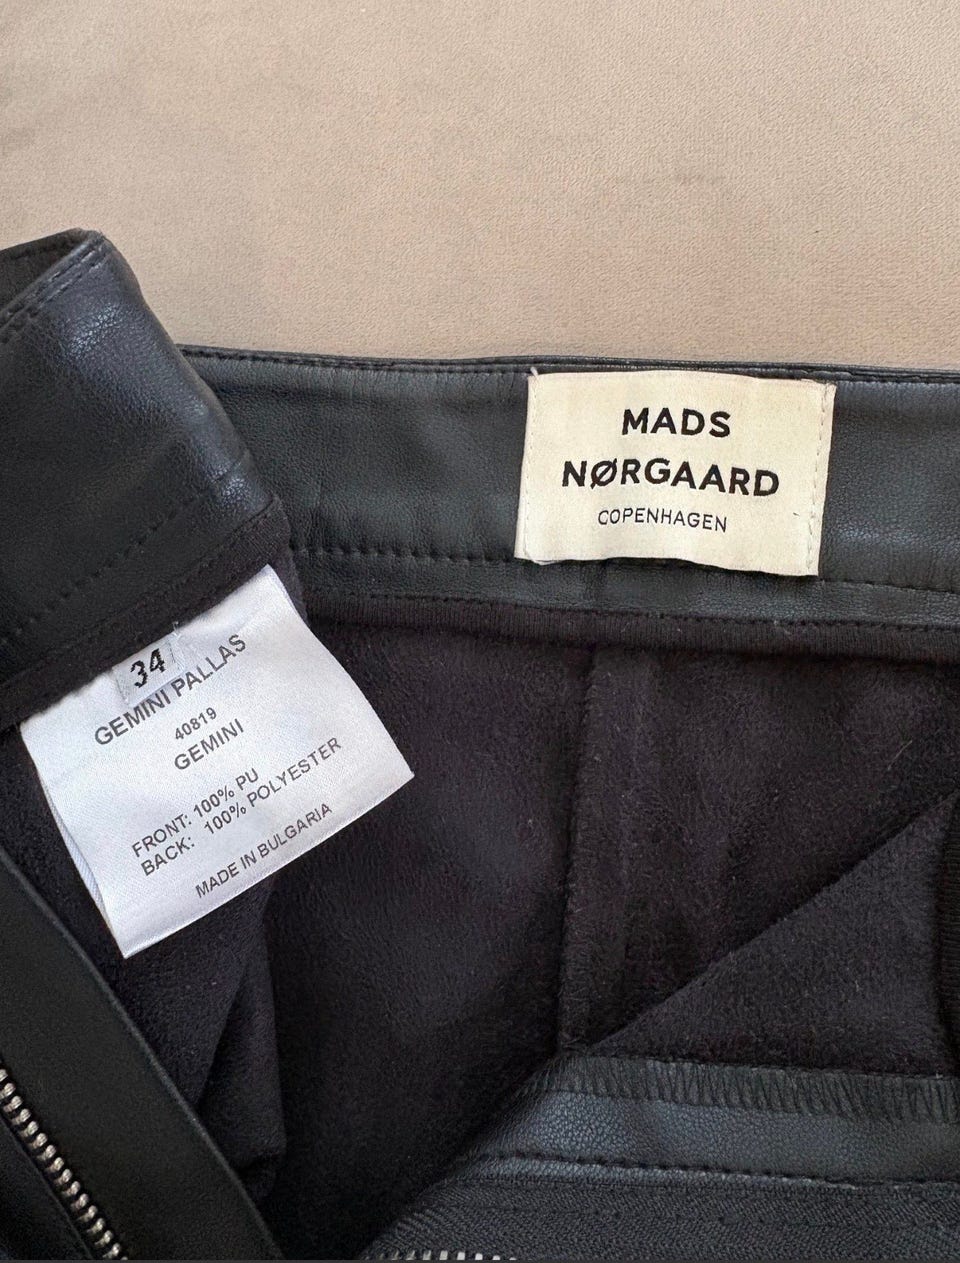 MADS
NØRGAARD
COPENHAGEN
34
GEMINI PALLAS
40819
GEMINI
FRONT: 100% PU
BACK: 100% POLYESTER
MADE IN BULGARIA